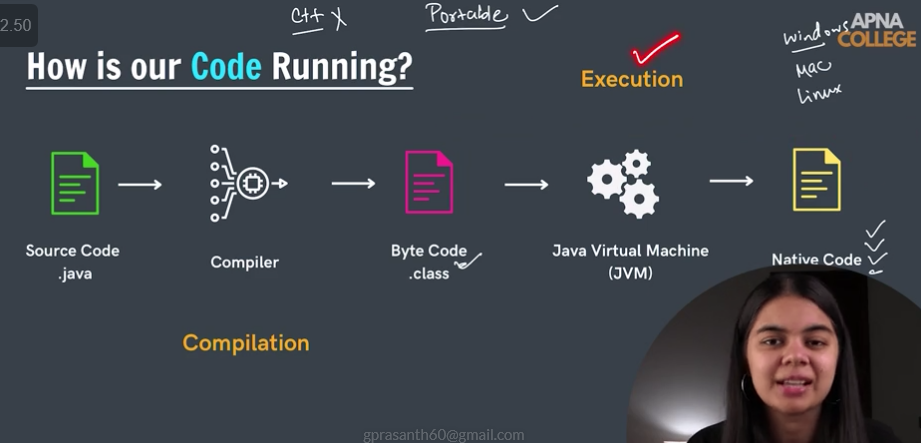 2.50
C++ X
Portable
APNA
COLLEGE
windows
Mac
Linux
How is our Code Running?
Execution
Source Code
.java
Compiler
Byte Code
.class
Java Virtual Machine
(JVM)
Native Code
Compilation
gprasanth60@gmail.com